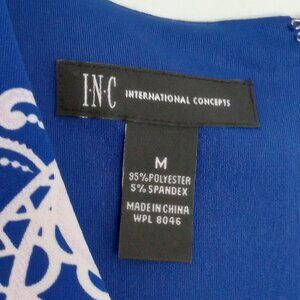 I·N·C INTERNATIONAL CONCEPTS
M
95%POLYESTER
5% SPANDEX
MADE IN CHINA
WPL 8046